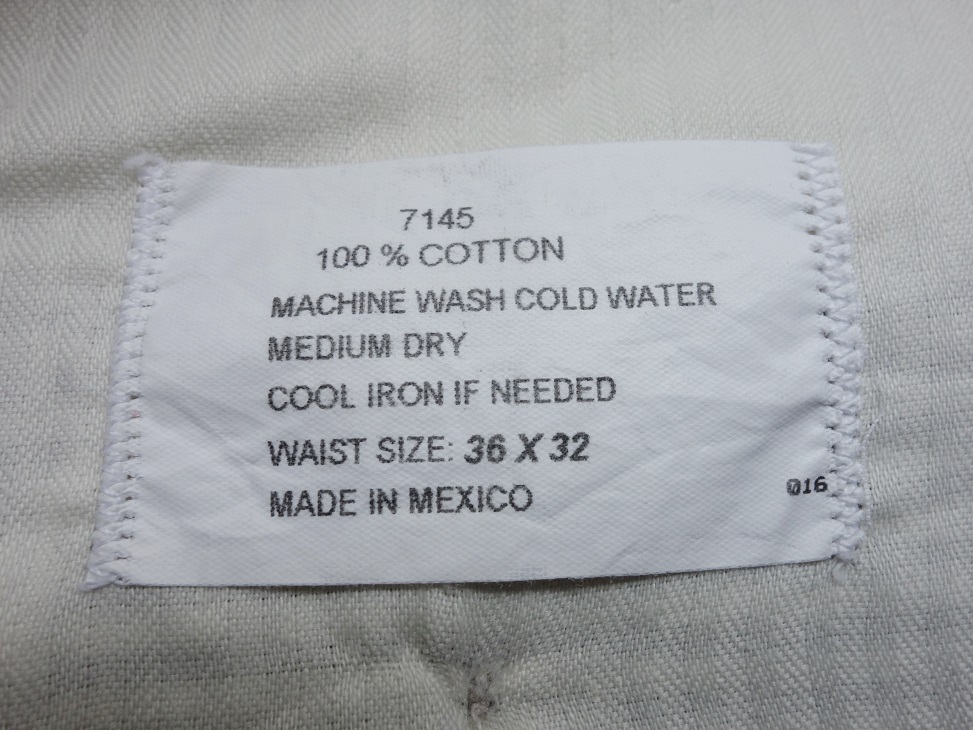 7145
100 % COTTON
MACHINE WASH COLD WATER
MEDIUM DRY
COOL IRON IF NEEDED
WAIST SIZE: 36 X 32
MADE IN MEXICO
016